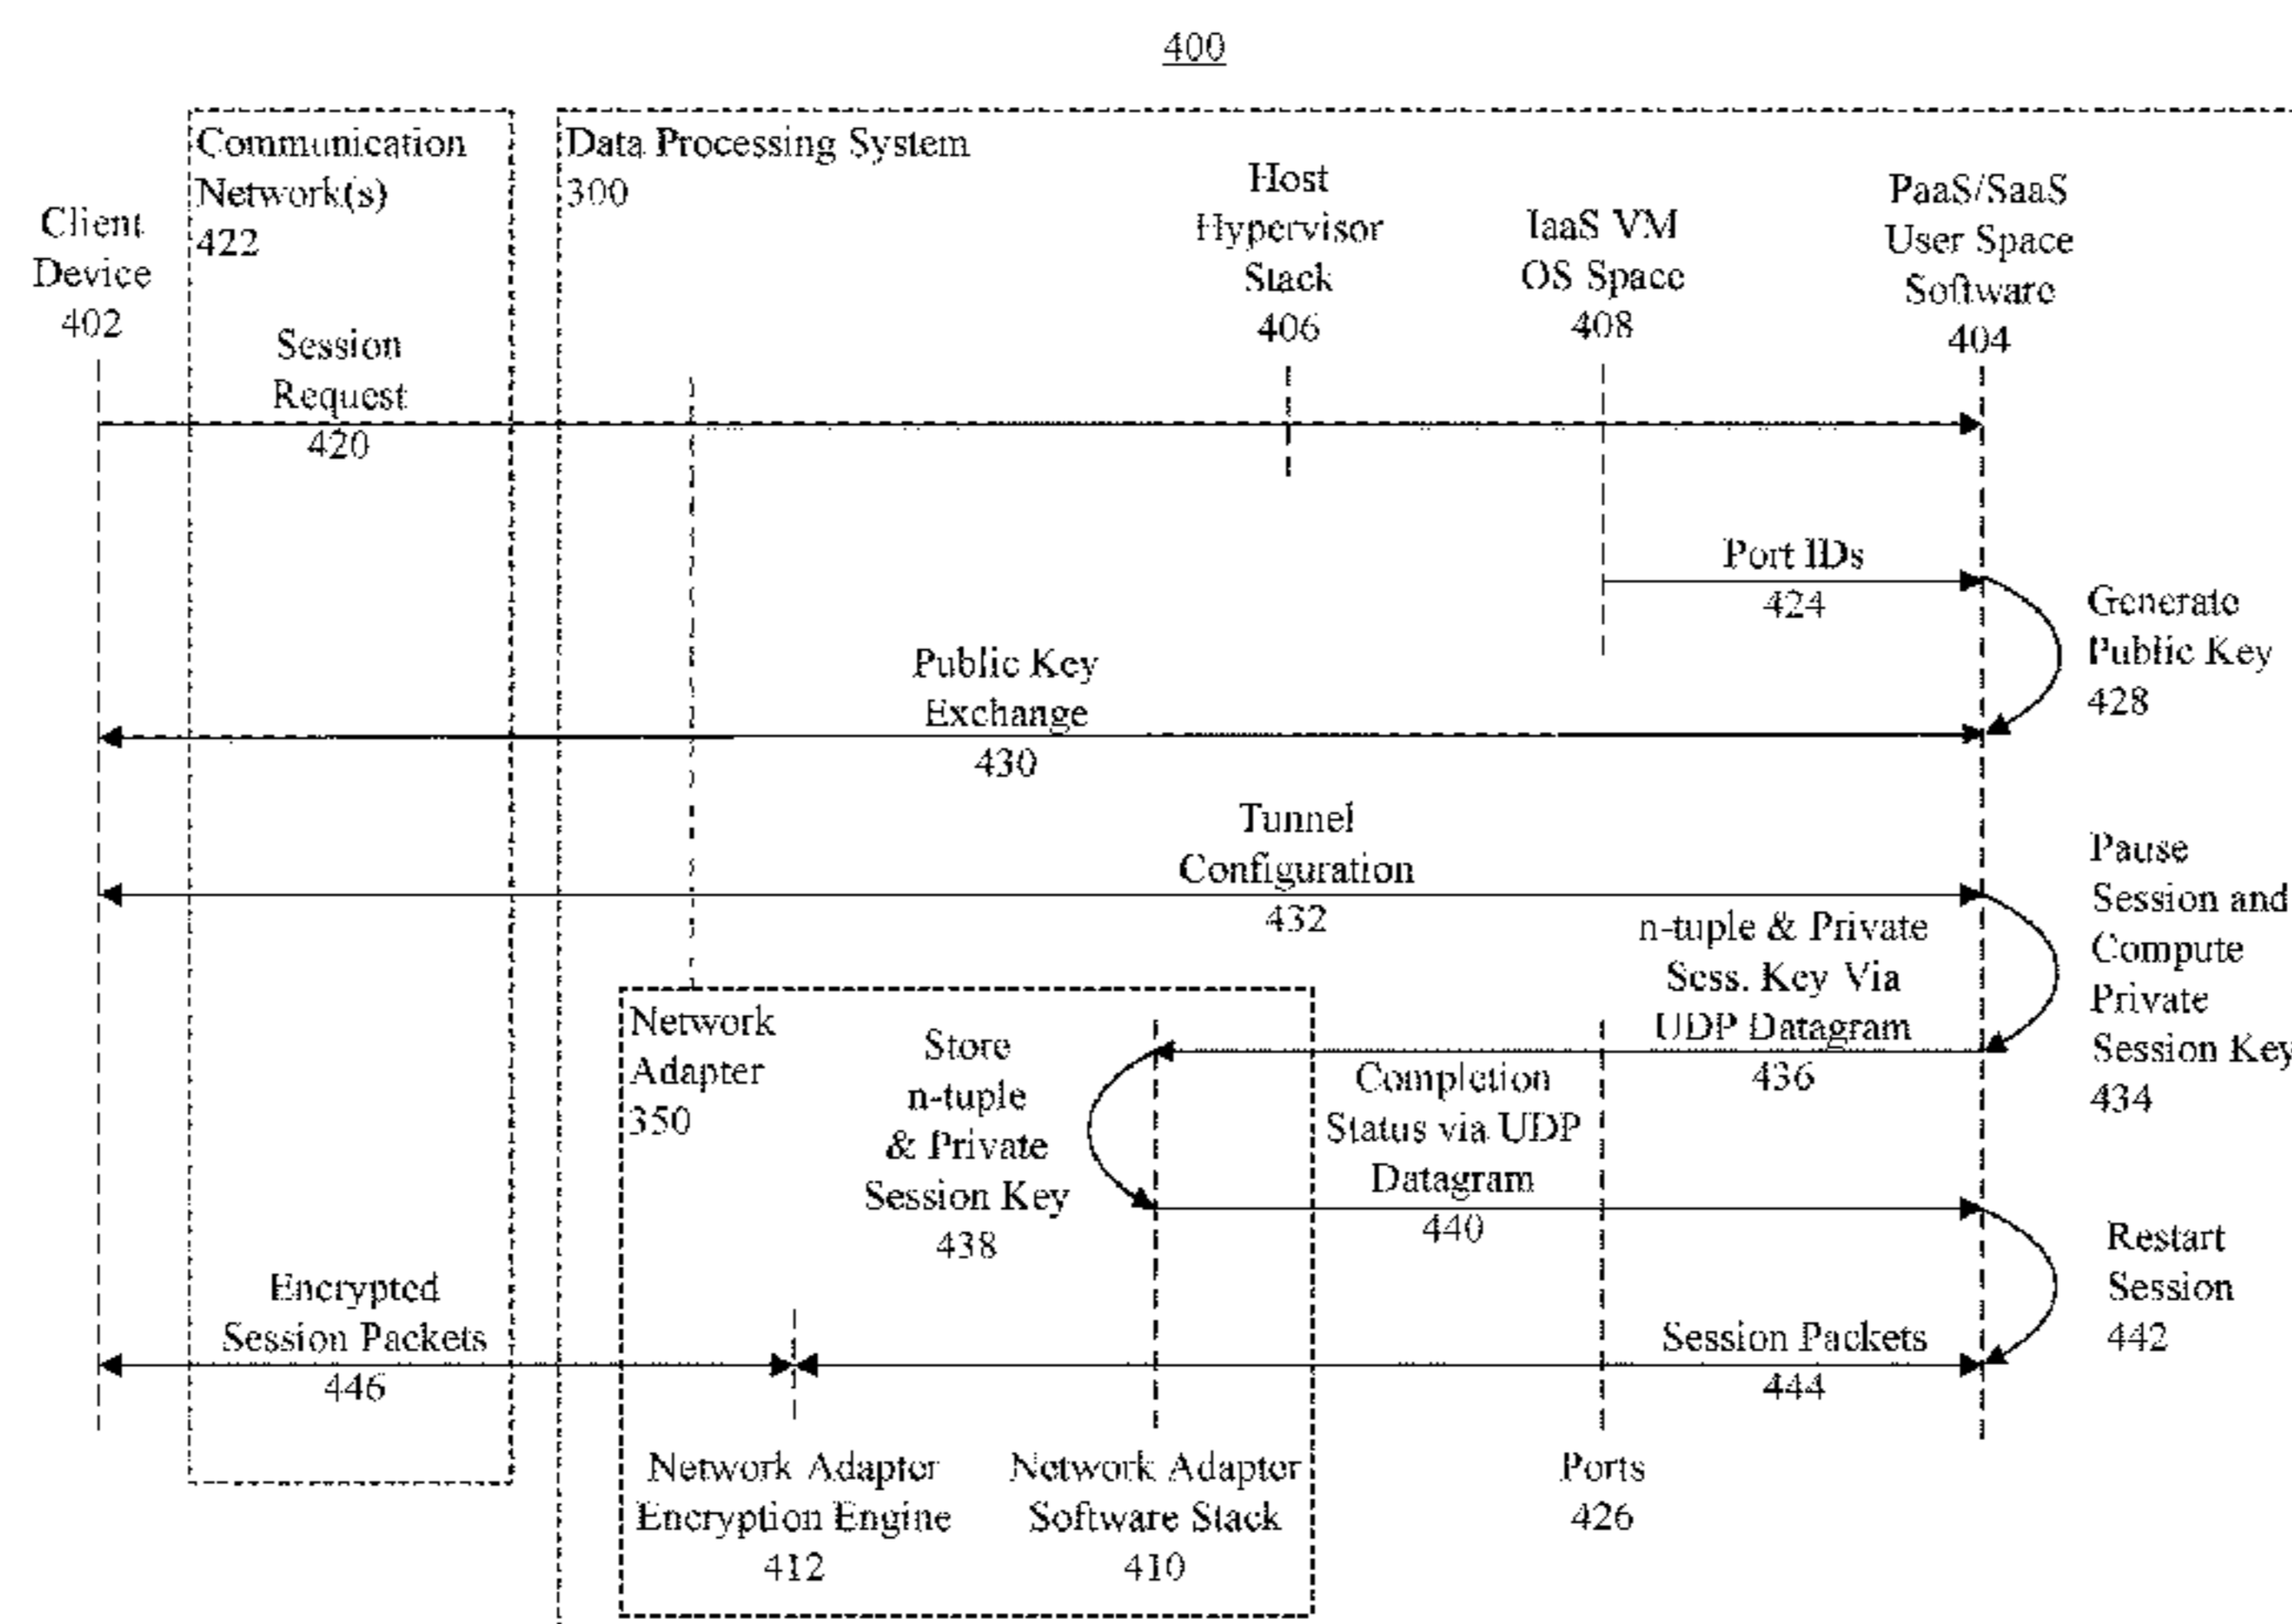 400
Communication
Network(s)
422
Data Processing System
300
Client
Device
402
Host
Hypervisor
Stack
406
IaaS VM
OS Space
408
PaaS/SaaS
User Space
Software
404
Session
Request
420
Port IDs
424
Generate
Public Key
428
Public Key
Exchange
430
Tunnel
Configuration
432
Pause
Session and
Compute
Private
Session Key
434
n-tuple & Private
Sess. Key Via
UDP Datagram
436
Network
Adapter
350
Store
n-tuple
& Private
Session Key
438
Completion
Status via UDP
Datagram
440
Restart
Session
442
Encrypted
Session Packets
446
Session Packets
444
Network Adapter
Encryption Engine
412
Network Adapter
Software Stack
410
Ports
426